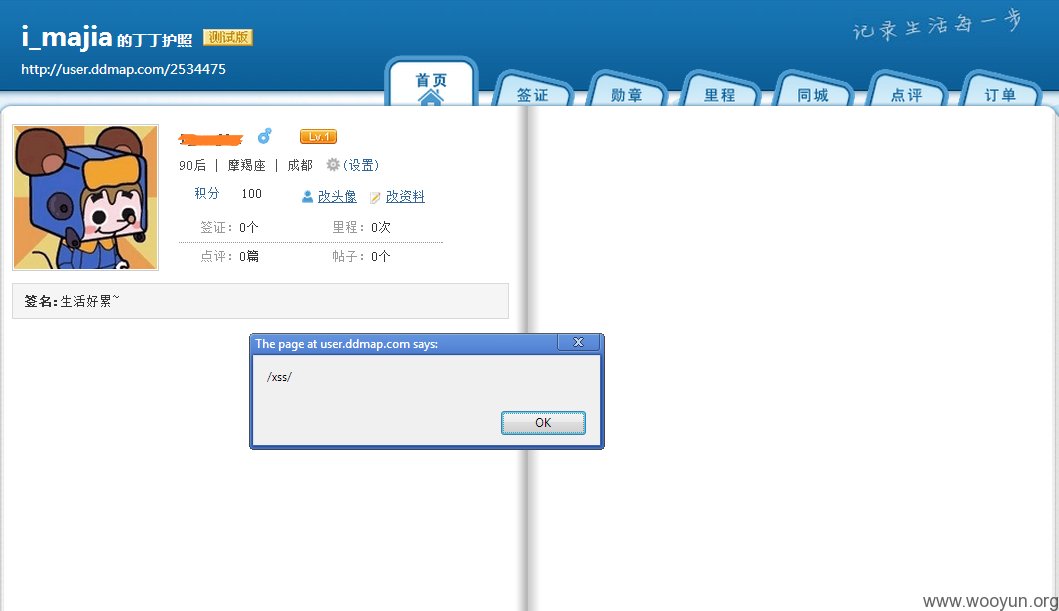 i_majia 的丁丁护照 测试版
记录生活每一步
http://user.ddmap.com/2534475
首页 签证 勋章 里程 同城 点评 订单
Lv.1
90后 | 摩羯座 | 成都 (设置)
积分 100 改头像 改资料
签证：0个 里程：0次
点评：0篇 帖子：0个
签名:生活好累~
The page at user.ddmap.com says:
/xss/
OK
www.wooyun.org